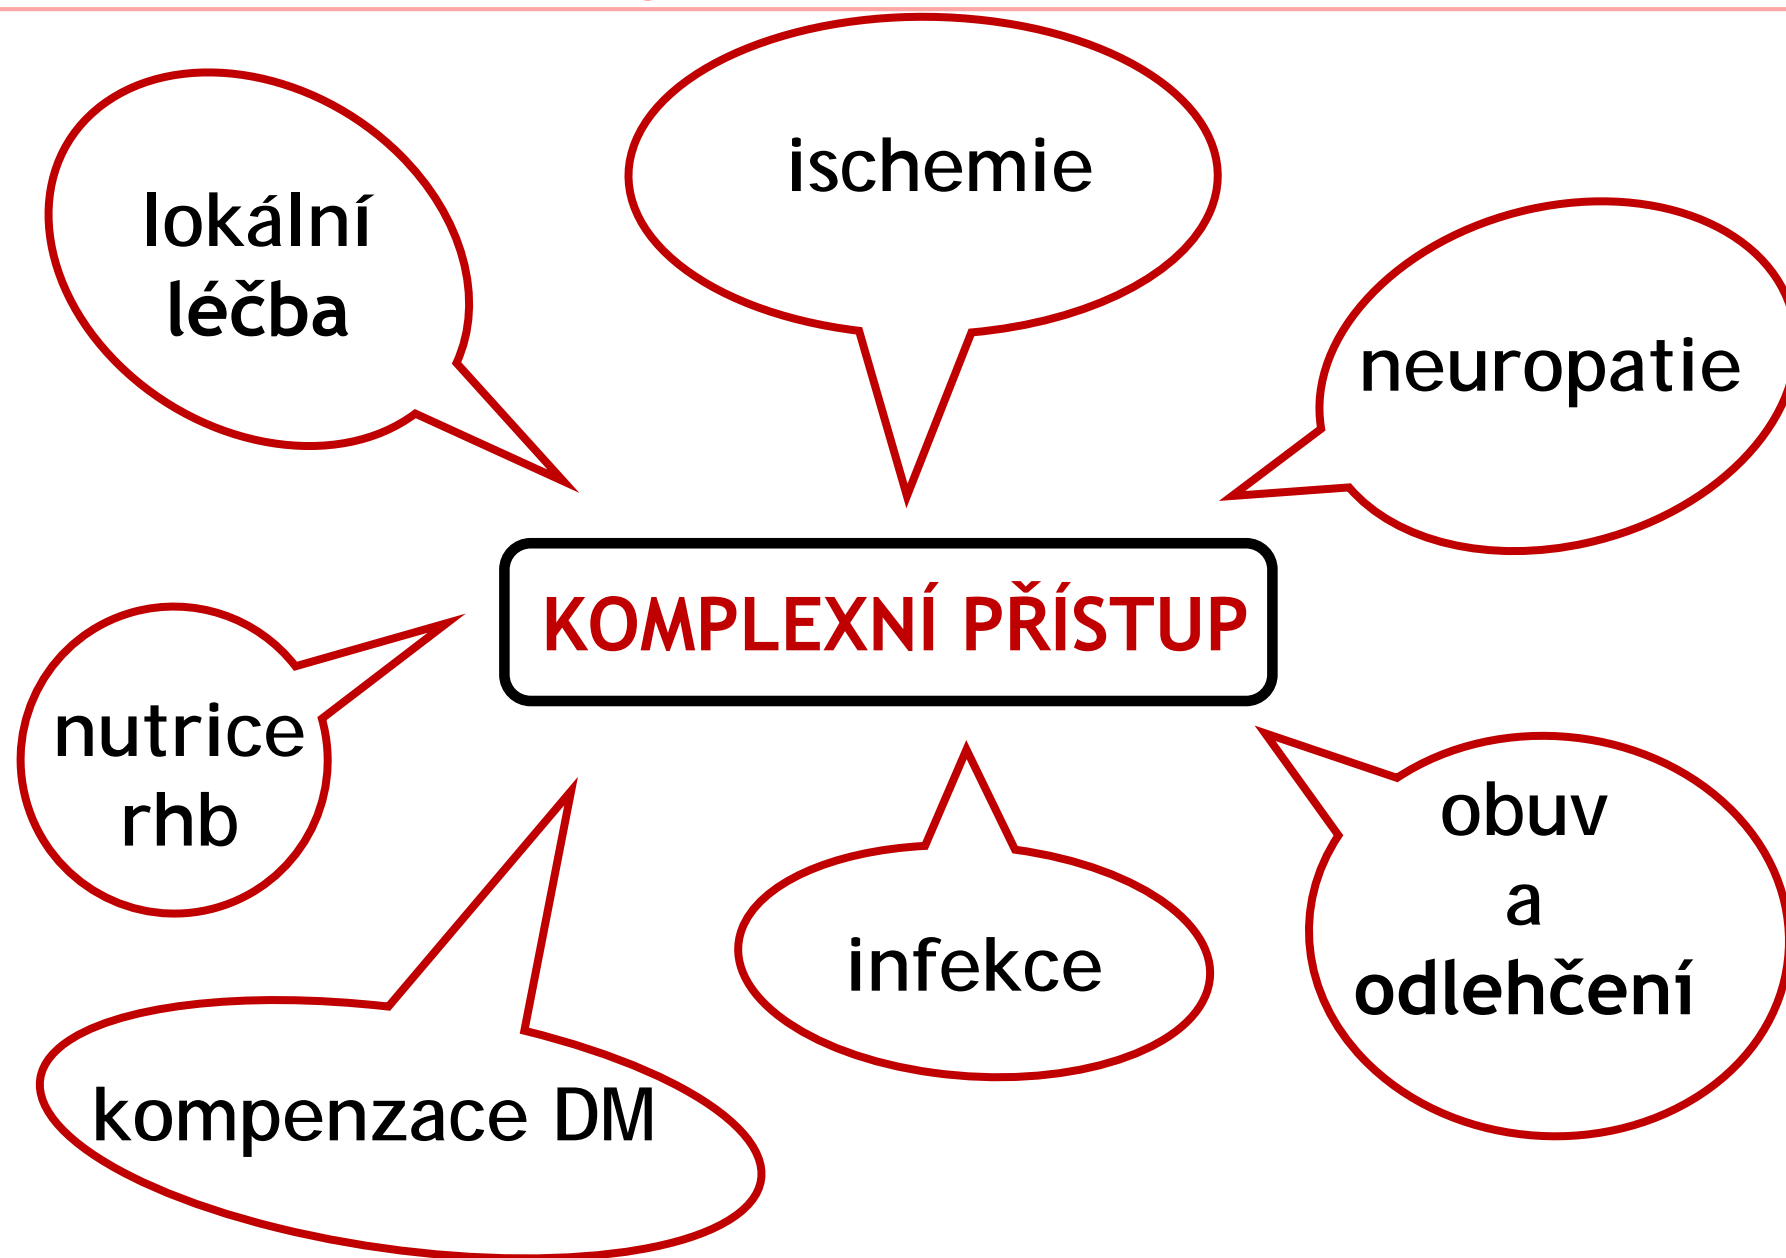 ischemie
lokální
léčba
neuropatie
KOMPLEXNÍ PŘÍSTUP
nutrice
rhb
obuv
a
odlehčení
infekce
kompenzace DM